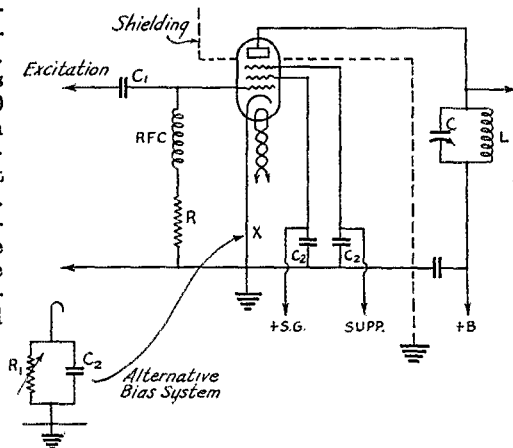 Shielding
Excitation
C1
RFC
R
X
C
L
C2
C2
+S.G.
SUPP.
+B
R1
C2
Alternative
Bias System